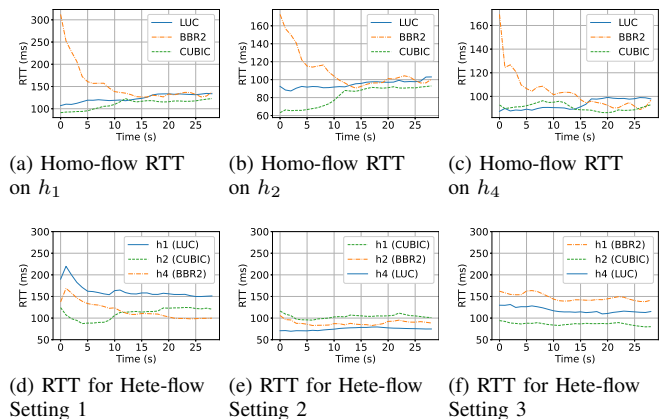 300
250
200
150
100
RTT (ms)
0 5 10 15 20 25
Time (s)
LUC
BBR2
CUBIC
160
140
120
100
80
60
RTT (ms)
0 5 10 15 20 25
Time (s)
LUC
BBR2
CUBIC
160
140
120
100
RTT (ms)
0 5 10 15 20 25
Time (s)
LUC
BBR2
CUBIC
(a) Homo-flow RTT
on h1
(b) Homo-flow RTT
on h2
(c) Homo-flow RTT
on h4
300
250
200
150
100
50
RTT (ms)
0 5 10 15 20 25
Time (s)
h1 (LUC)
h2 (CUBIC)
h4 (BBR2)
300
250
200
150
100
50
RTT (ms)
0 5 10 15 20 25
Time (s)
h1 (CUBIC)
h2 (BBR2)
h4 (LUC)
300
250
200
150
100
50
RTT (ms)
0 5 10 15 20 25
Time (s)
h1 (BBR2)
h2 (CUBIC)
h4 (LUC)
(d) RTT for Hete-flow
Setting 1
(e) RTT for Hete-flow
Setting 2
(f) RTT for Hete-flow
Setting 3